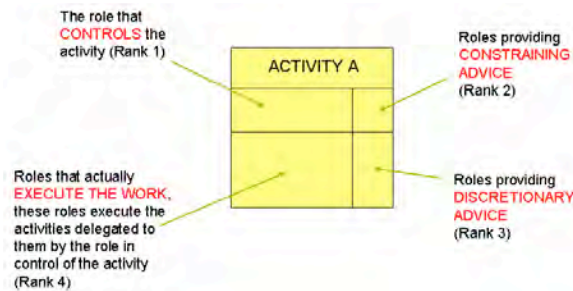 The role that
CONTROLS the
activity (Rank 1)
ACTIVITY A
Roles providing
CONSTRAINING
ADVICE
(Rank 2)
Roles that actually
EXECUTE THE WORK,
these roles execute the
activities delegated to
them by the role in
control of the activity
(Rank 4)
Roles providing
DISCRETIONARY
ADVICE
(Rank 3)